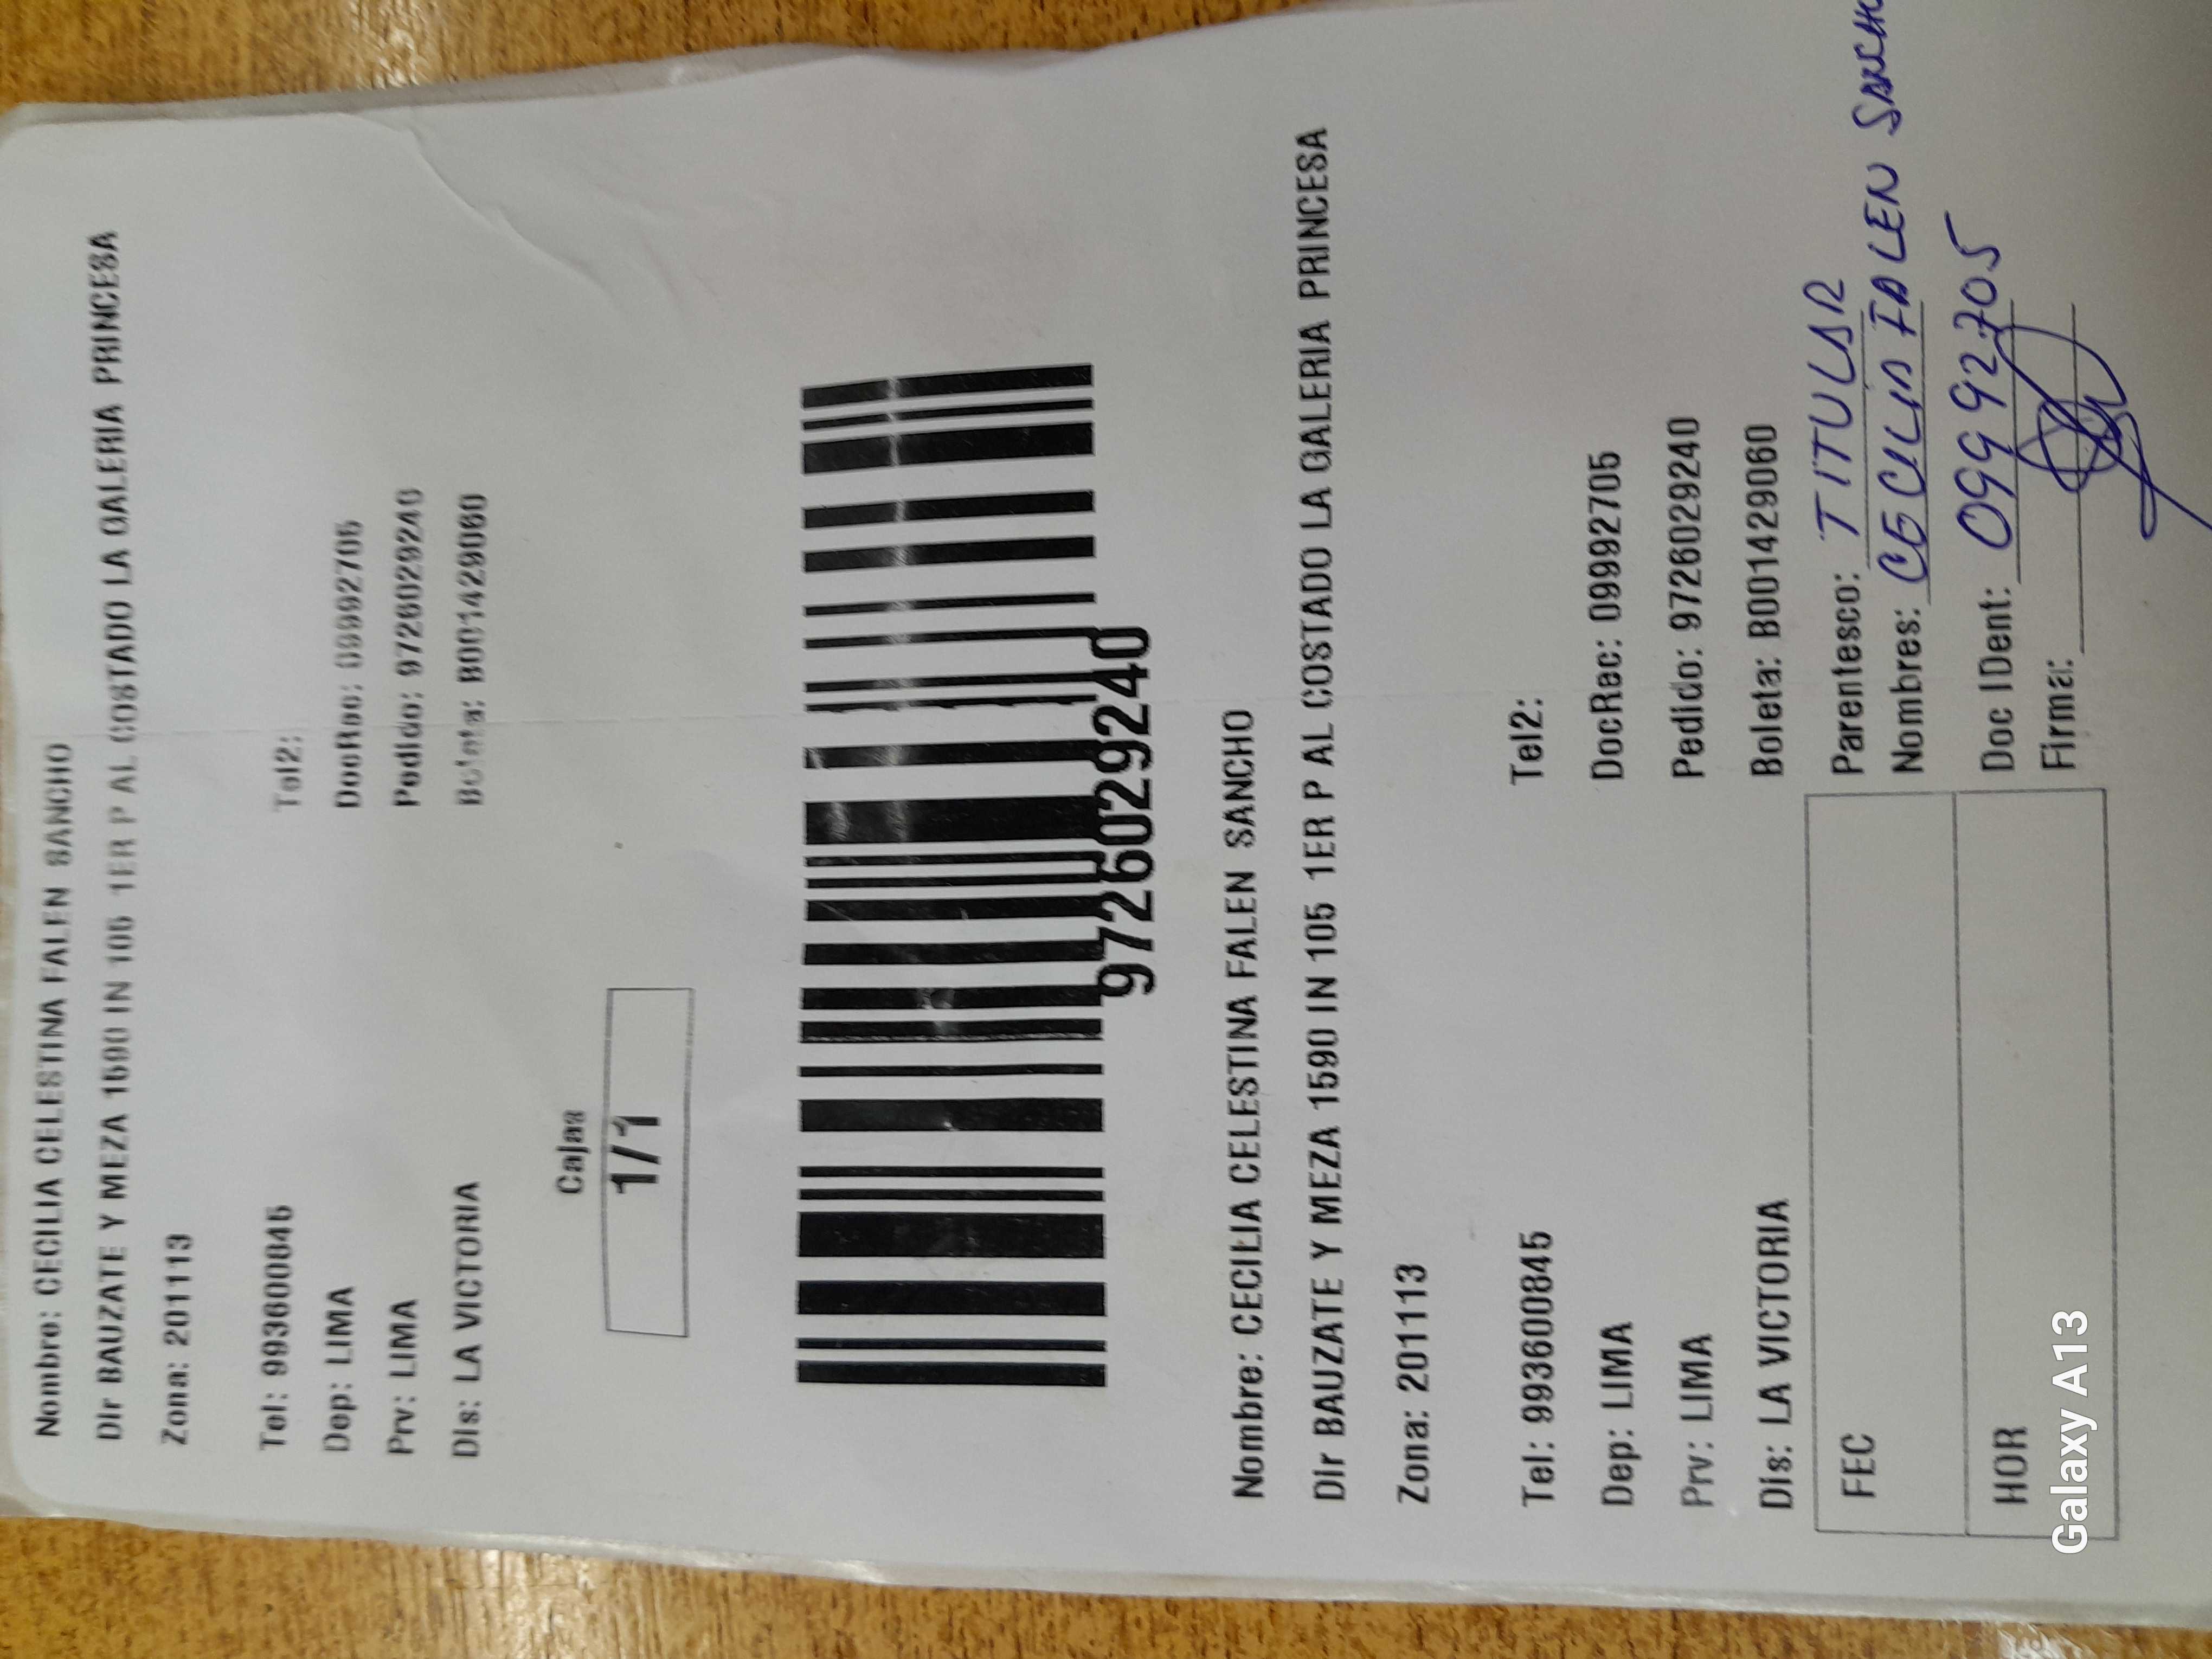 Nombre: CECILIA CELESTINA FALEN SANCHO
Dir BAUZATE Y MEZA 1590 IN 105 1ER P AL COSTADO LA GALERIA PRINCESA
Zona: 201113
Tel: 993600845 Tel2:
Dep: LIMA DocRec: 09992705
Prv: LIMA Pedido: 9726029240
Dis: LA VICTORIA Boleta: B001429060
Cajas
1/1
9726029240
Nombre: CECILIA CELESTINA FALEN SANCHO
Dir BAUZATE Y MEZA 1590 IN 105 1ER P AL COSTADO LA GALERIA PRINCESA
Zona: 201113
Tel: 993600845 Tel2:
Dep: LIMA DocRec: 09992705
Prv: LIMA Pedido: 9726029240
Dis: LA VICTORIA Boleta: B001429060
FEC Parentesco: TITULAR
Nombres: CECILIA FALEN SANCHO
HOR Doc IDent: 09992705
Firma:
Galaxy A13